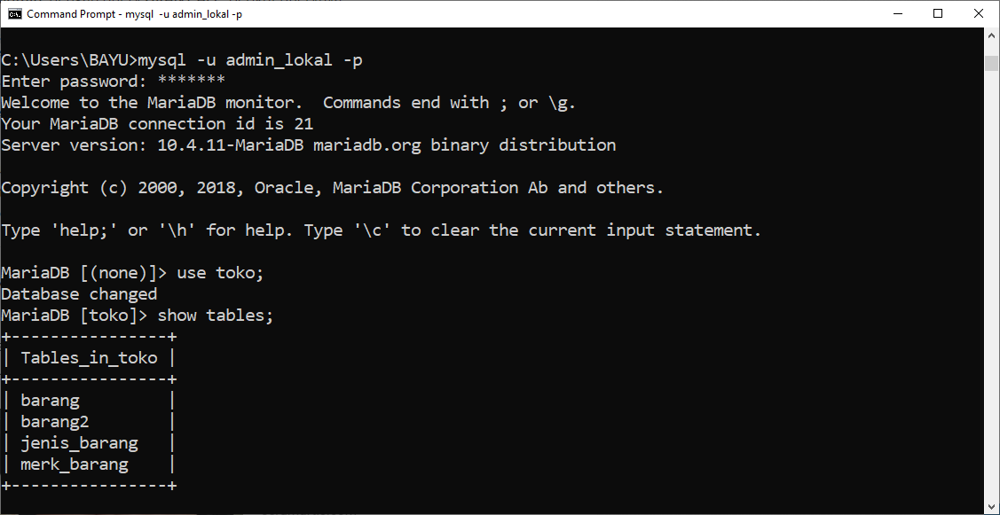 Command Prompt - mysql -u admin_lokal -p
C:\Users\BAYU>mysql -u admin_lokal -p
Enter password: *******
Welcome to the MariaDB monitor.  Commands end with ; or \g.
Your MariaDB connection id is 21
Server version: 10.4.11-MariaDB mariadb.org binary distribution
Copyright (c) 2000, 2018, Oracle, MariaDB Corporation Ab and others.
Type 'help;' or '\h' for help. Type '\c' to clear the current input statement.
MariaDB [(none)]> use toko;
Database changed
MariaDB [toko]> show tables;
+----------------+
| Tables_in_toko |
+----------------+
| barang         |
| barang2        |
| jenis_barang   |
| merk_barang    |
+----------------+